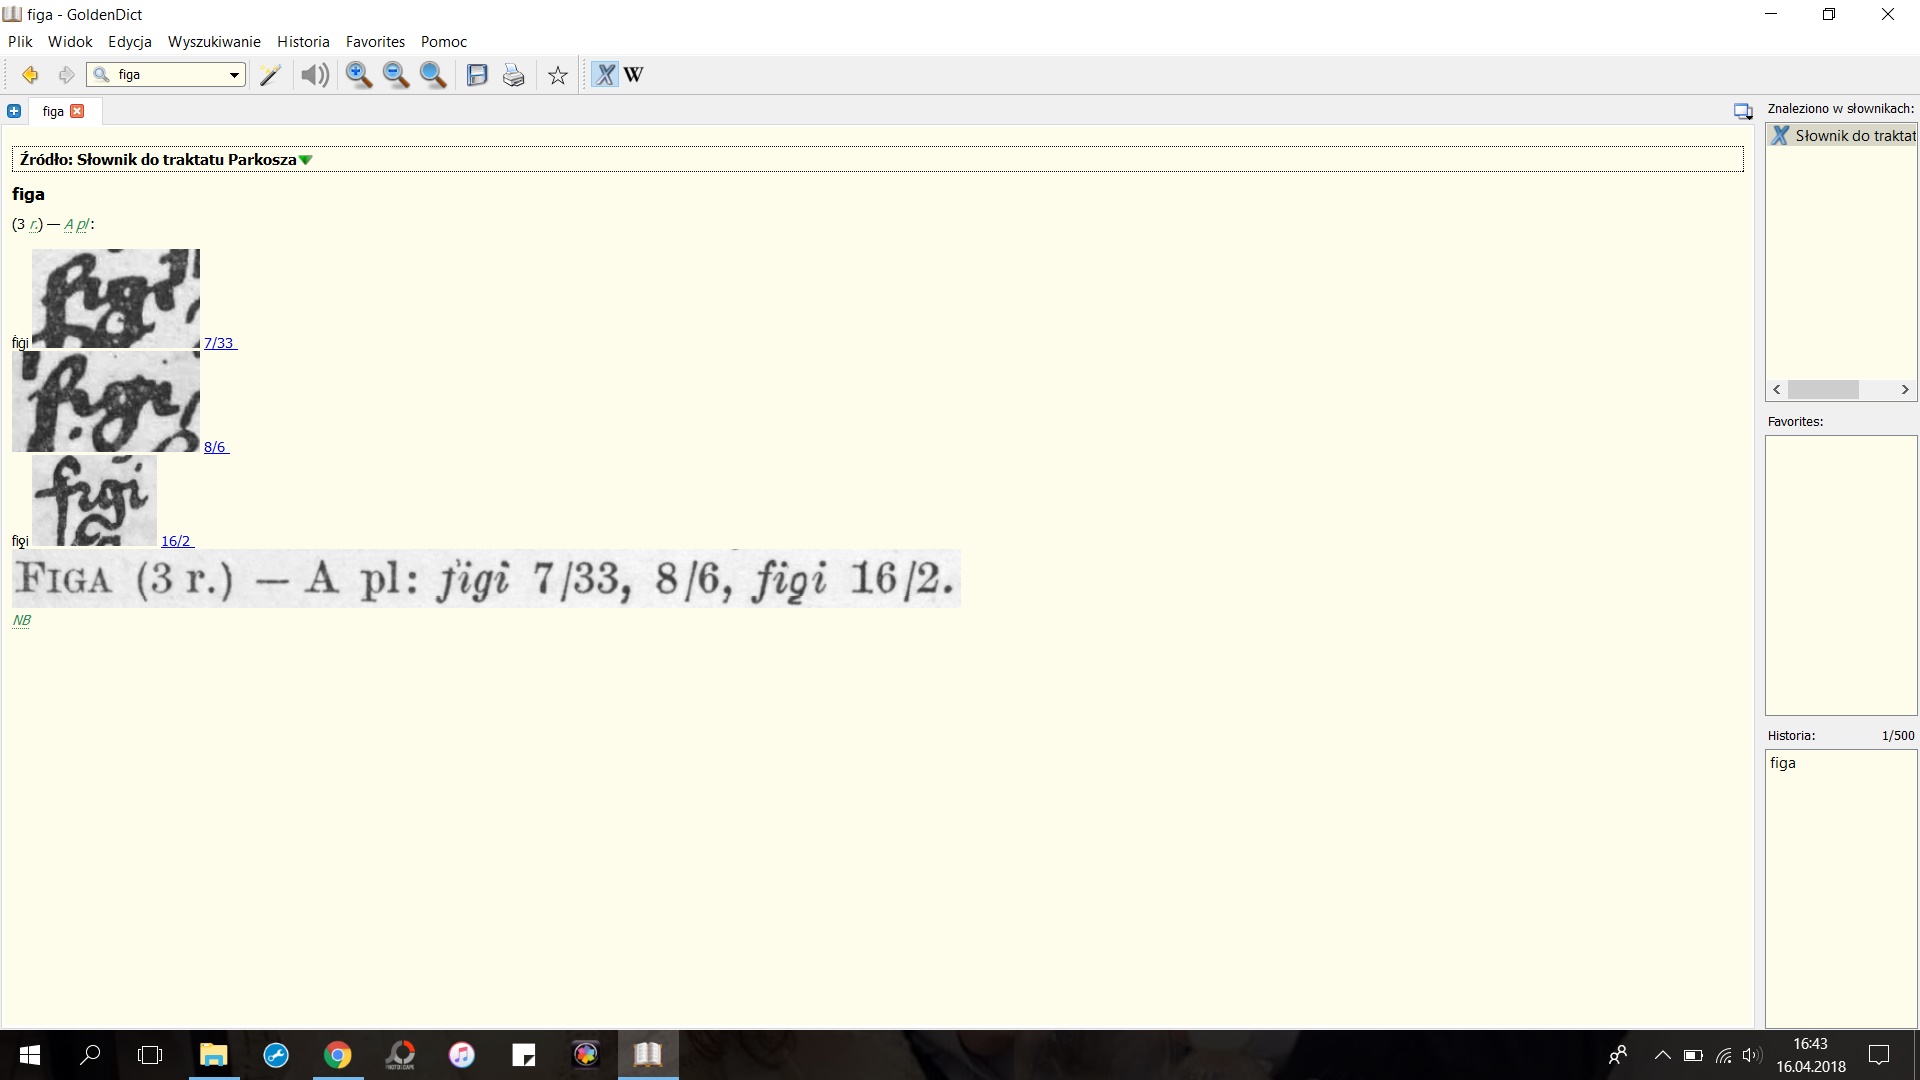 figa - GoldenDict
Plik Widok Edycja Wyszukiwanie Historia Favorites Pomoc
figa
W
figa
Źródło: Słownik do traktatu Parkosza
figa
(3 r.) — A pl:
7/33
figi
8/6
figi
16/2
FIGA (3 r.) — A pl: figi 7/33, 8/6, figi 16/2.
NB
Znaleziono w słownikach:
Słownik do traktat
Favorites:
Historia: 1/500
figa
16:43
16.04.2018